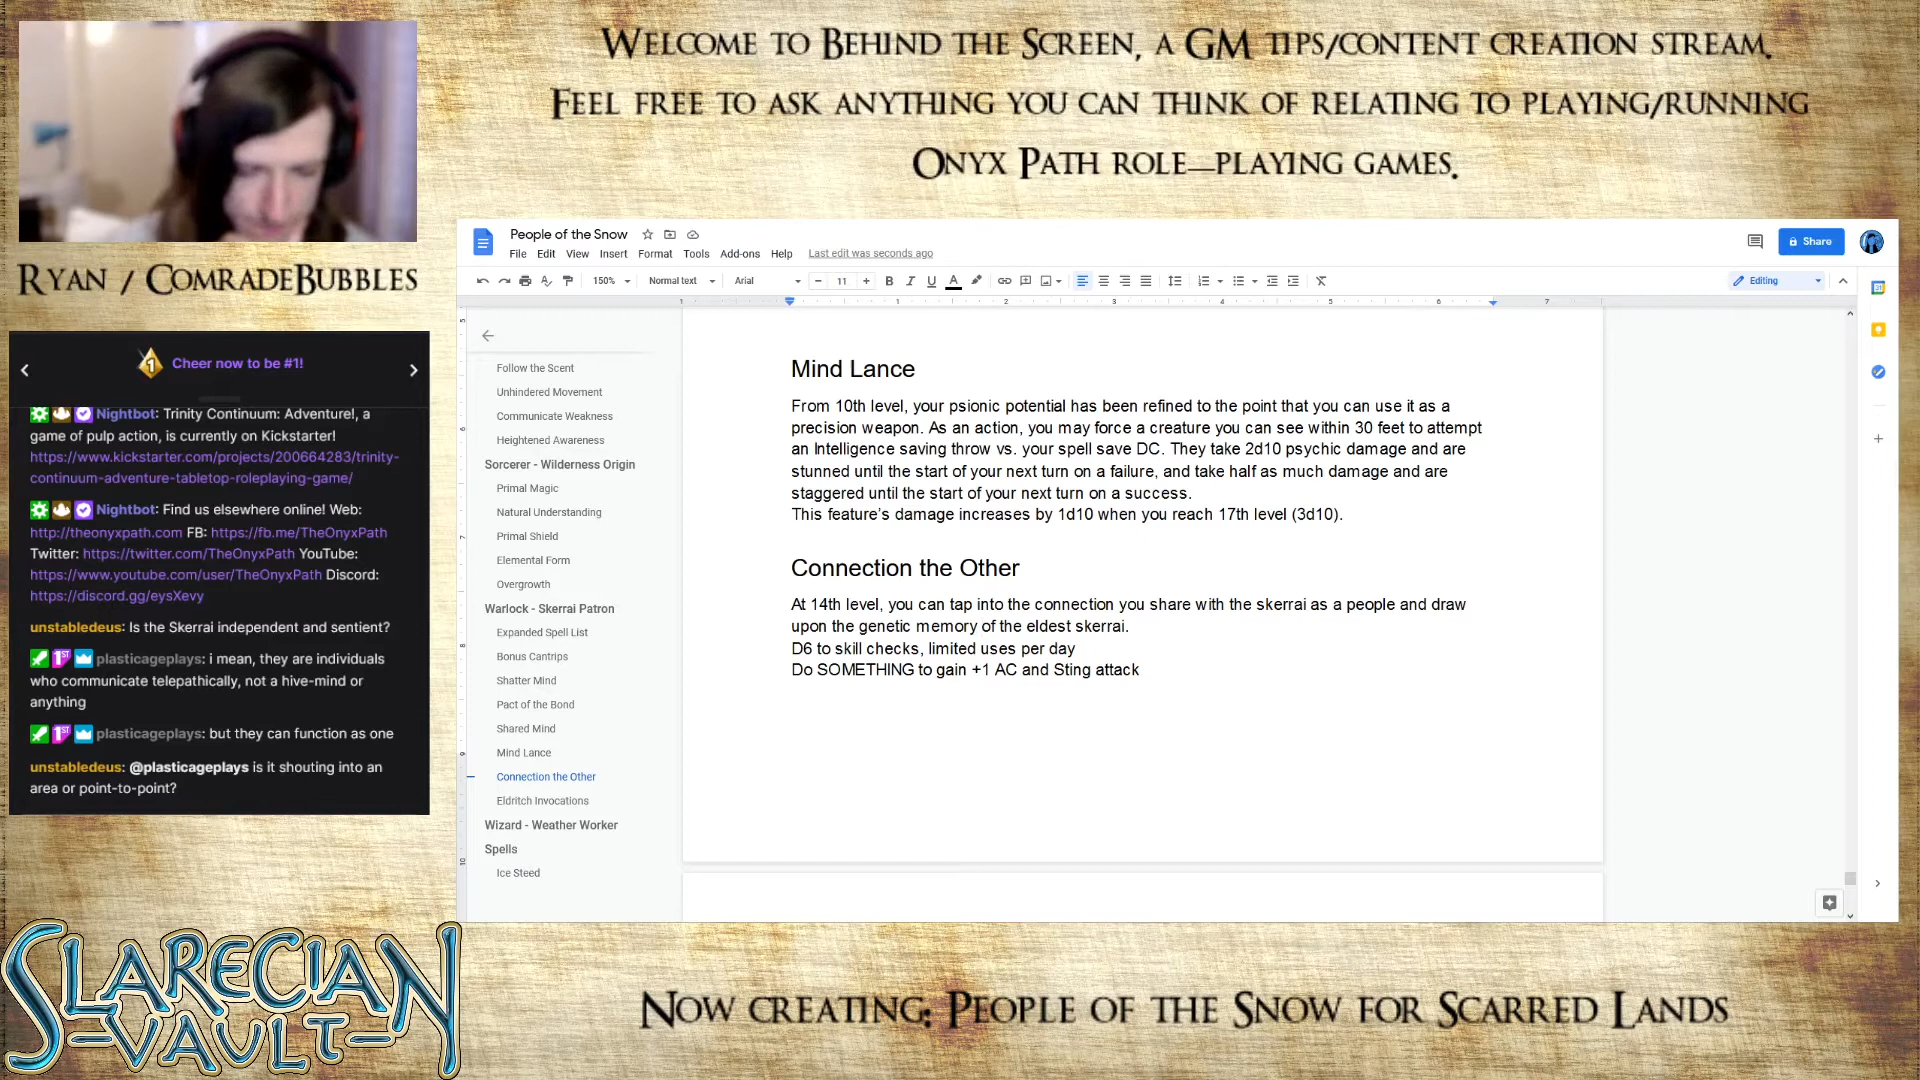 Welcome to Behind the Screen, a GM tips/content creation stream.
Feel free to ask anything you can think of relating to playing/running
Onyx Path role—playing games.
Ryan / ComradeBubbles
Cheer now to be #1!
Nightbot: Trinity Continuum: Adventure!, a
game of pulp action, is currently on Kickstarter!
https://www.kickstarter.com/projects/200664283/trinity-
continuum-adventure-tabletop-roleplaying-game/
Nightbot: Find us elsewhere online! Web:
http://theonyxpath.com FB: https://fb.me/TheOnyxPath
Twitter: https://twitter.com/TheOnyxPath YouTube:
https://www.youtube.com/user/TheOnyxPath Discord:
https://discord.gg/eysXevy
unstabledeus: Is the Skerrai independent and sentient?
plasticageplays: i mean, they are individuals
who communicate telepathically, not a hive-mind or
anything
plasticageplays: but they can function as one
unstabledeus: @plasticageplays is it shouting into an
area or point-to-point?
People of the Snow
File Edit View Insert Format Tools Add-ons Help Last edit was seconds ago
Share
150% Normal text Arial 11 Editing
Follow the Scent
Unhindered Movement
Communicate Weakness
Heightened Awareness
Sorcerer - Wilderness Origin
Primal Magic
Natural Understanding
Primal Shield
Elemental Form
Overgrowth
Warlock - Skerrai Patron
Expanded Spell List
Bonus Cantrips
Shatter Mind
Pact of the Bond
Shared Mind
Mind Lance
Connection the Other
Eldritch Invocations
Wizard - Weather Worker
Spells
Ice Steed
Mind Lance
From 10th level, your psionic potential has been refined to the point that you can use it as a
precision weapon. As an action, you may force a creature you can see within 30 feet to attempt
an Intelligence saving throw vs. your spell save DC. They take 2d10 psychic damage and are
stunned until the start of your next turn on a failure, and take half as much damage and are
staggered until the start of your next turn on a success.
This feature's damage increases by 1d10 when you reach 17th level (3d10).
Connection the Other
At 14th level, you can tap into the connection you share with the skerrai as a people and draw
upon the genetic memory of the eldest skerrai.
D6 to skill checks, limited uses per day
Do SOMETHING to gain +1 AC and Sting attack
Slarecian
Vault
Now creating: People of the Snow for Scarred Lands